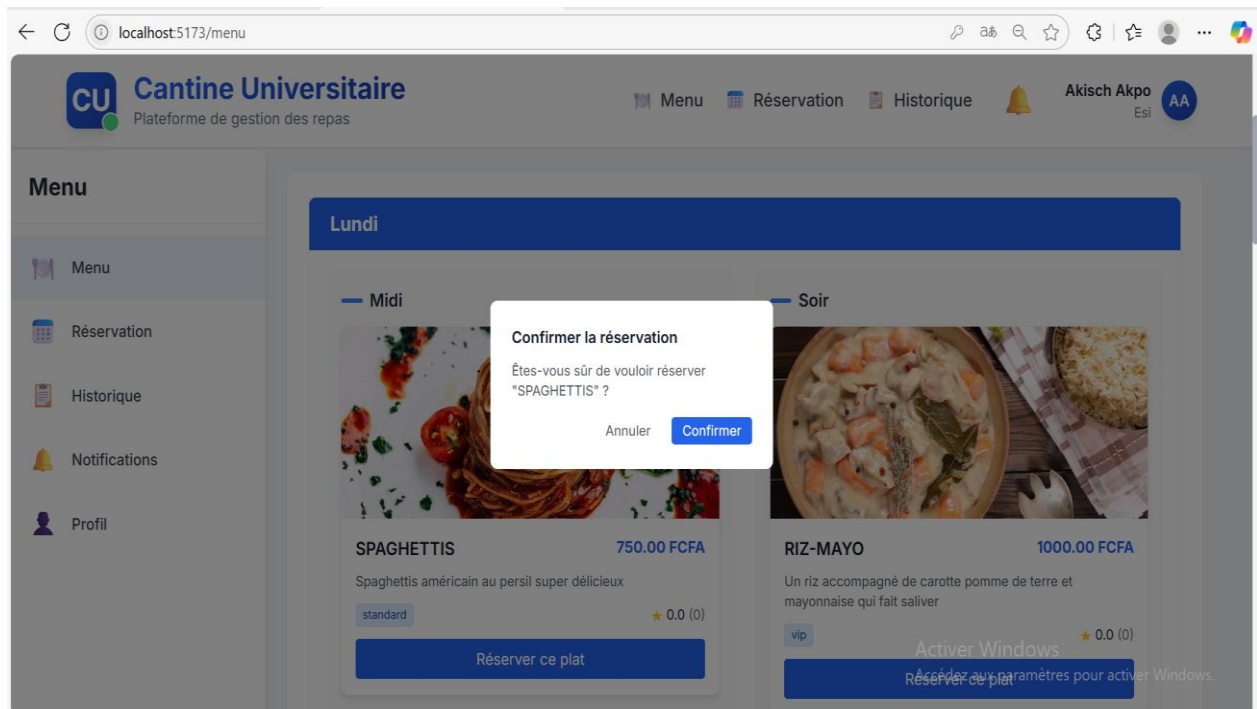 localhost:5173/menu
CU
Cantine Universitaire
Plateforme de gestion des repas
Menu
Réservation
Historique
Akisch Akpo
Esi
AA
Menu
Menu
Réservation
Historique
Notifications
Profil
Lundi
Midi
Soir
Confirmer la réservation
Êtes-vous sûr de vouloir réserver
"SPAGHETTIS" ?
Annuler
Confirmer
SPAGHETTIS
750.00 FCFA
Spaghettis américain au persil super délicieux
standard
★ 0.0 (0)
Réserver ce plat
RIZ-MAYO
1000.00 FCFA
Un riz accompagné de carotte pomme de terre et
mayonnaise qui fait saliver
vip
★ 0.0 (0)
Réserver ce plat
Activer Windows
Accédez aux paramètres pour activer Windows.